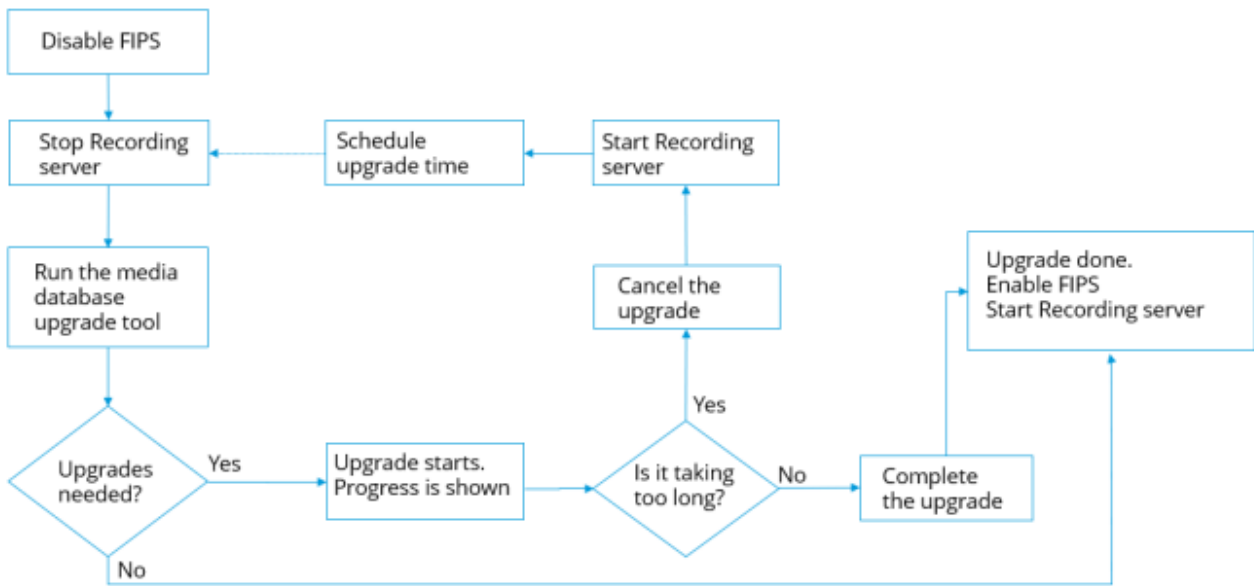 Disable FIPS
Stop Recording
server
Schedule
upgrade time
Start Recording
server
Run the media
database
upgrade tool
Cancel the
upgrade
Upgrade done.
Enable FIPS
Start Recording server
Upgrades
needed?
Yes
Upgrade starts.
Progress is shown
Is it taking
too long?
Yes
No
Complete
the upgrade
No